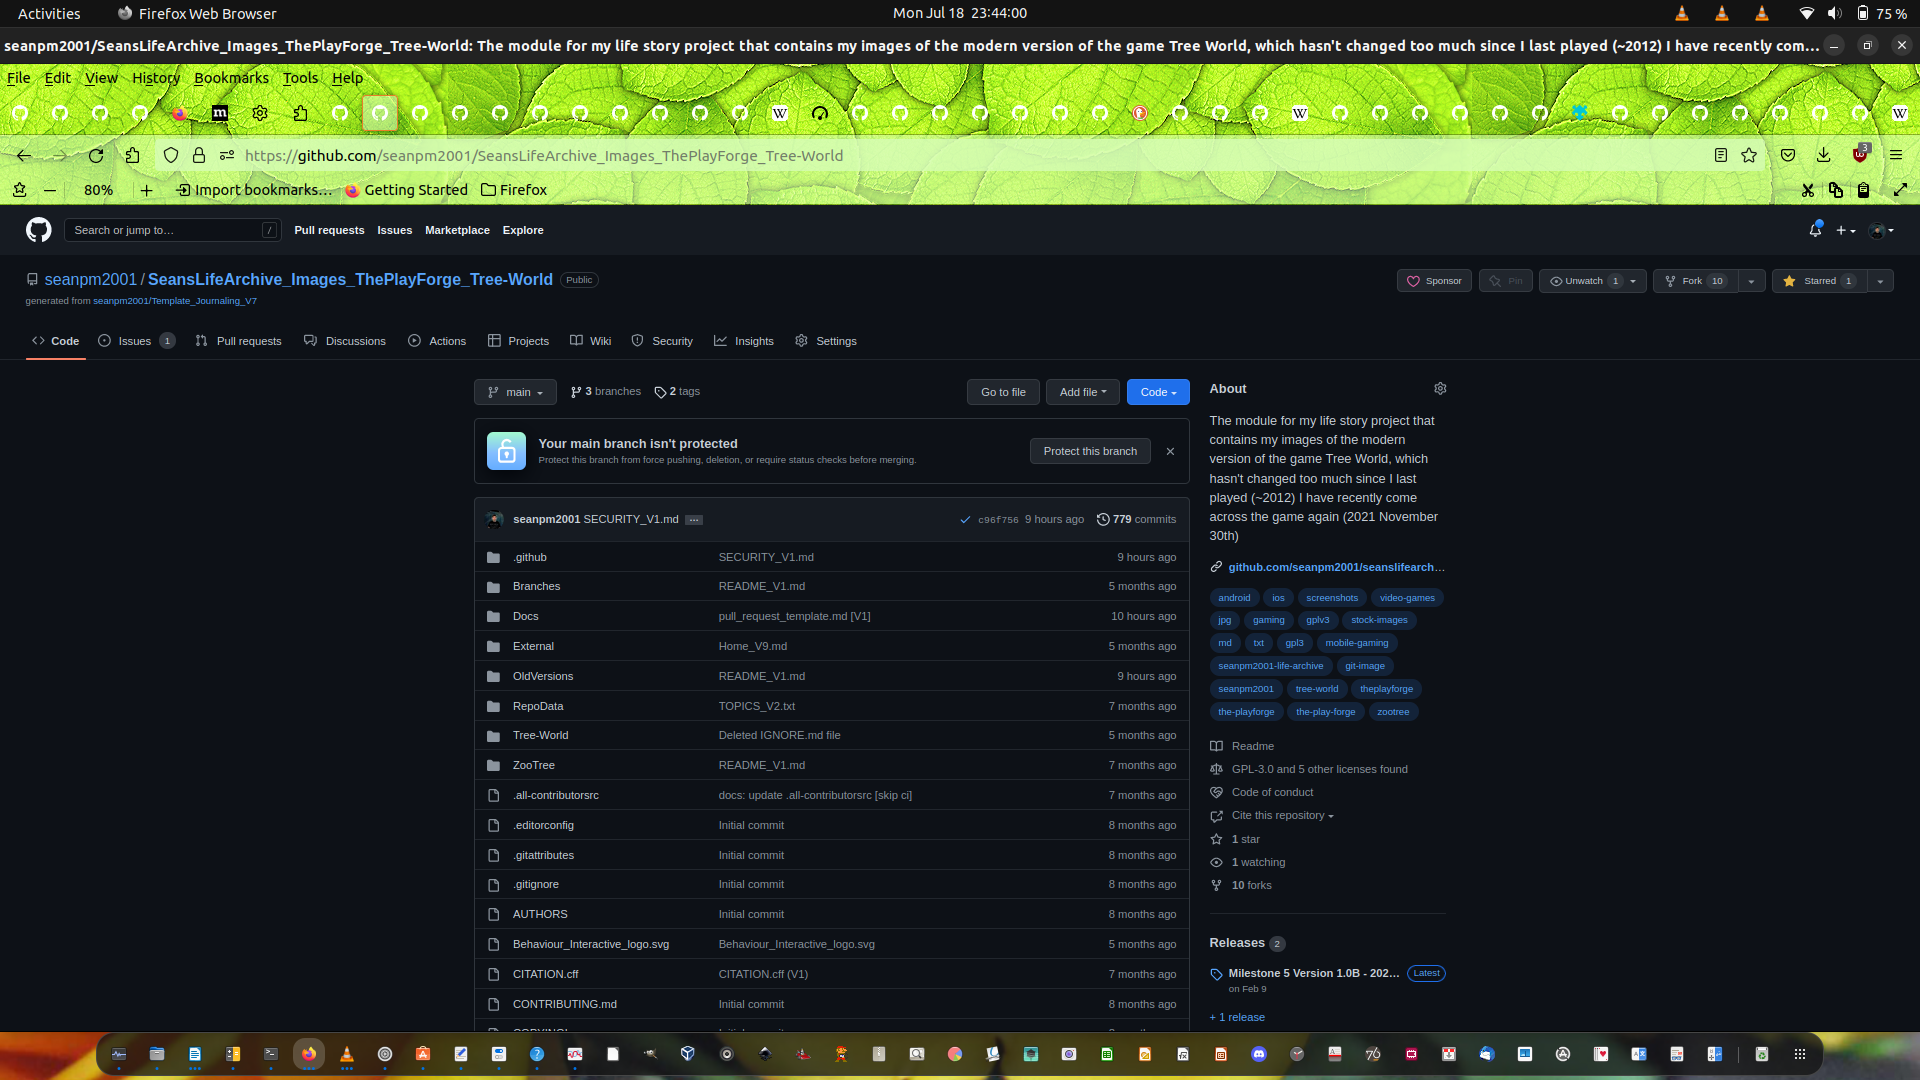 Activities Firefox Web Browser Mon Jul 18 23:44:00 75 %
seanpm2001/SeansLifeArchive_Images_ThePlayForge_Tree-World: The module for my life story project that contains my images of the modern version of the game Tree World, which hasn't changed too much since I last played (~2012) I have recently com…
File Edit View History Bookmarks Tools Help
https://github.com/seanpm2001/SeansLifeArchive_Images_ThePlayForge_Tree-World 3
80% Import bookmarks… Getting Started Firefox
Search or jump to… / Pull requests Issues Marketplace Explore
seanpm2001 / SeansLifeArchive_Images_ThePlayForge_Tree-World Public Sponsor Pin Unwatch 1 Fork 10 Starred 1
generated from seanpm2001/Template_Journaling_V7
Code Issues 1 Pull requests Discussions Actions Projects Wiki Security Insights Settings
main 3 branches 2 tags Go to file Add file Code
Your main branch isn't protected
Protect this branch from force pushing, deletion, or require status checks before merging.
Protect this branch
seanpm2001 SECURITY_V1.md … c96f756 9 hours ago 779 commits
.github SECURITY_V1.md 9 hours ago
Branches README_V1.md 5 months ago
Docs pull_request_template.md [V1] 10 hours ago
External Home_V9.md 5 months ago
OldVersions README_V1.md 9 hours ago
RepoData TOPICS_V2.txt 7 months ago
Tree-World Deleted IGNORE.md file 5 months ago
ZooTree README_V1.md 7 months ago
.all-contributorsrc docs: update .all-contributorsrc [skip ci] 7 months ago
.editorconfig Initial commit 8 months ago
.gitattributes Initial commit 8 months ago
.gitignore Initial commit 8 months ago
AUTHORS Initial commit 8 months ago
Behaviour_Interactive_logo.svg Behaviour_Interactive_logo.svg 5 months ago
CITATION.cff CITATION.cff (V1) 7 months ago
CONTRIBUTING.md Initial commit 8 months ago
About
The module for my life story project that
contains my images of the modern
version of the game Tree World, which
hasn't changed too much since I last
played (~2012) I have recently come
across the game again (2021 November
30th)
github.com/seanpm2001/seanslifearch…
android ios screenshots video-games
jpg gaming gplv3 stock-images
md txt gpl3 mobile-gaming
seanpm2001-life-archive git-image
seanpm2001 tree-world theplayforge
the-playforge the-play-forge zootree
Readme
GPL-3.0 and 5 other licenses found
Code of conduct
Cite this repository
1 star
1 watching
10 forks
Releases 2
Milestone 5 Version 1.0B - 202… Latest
on Feb 9
+ 1 release